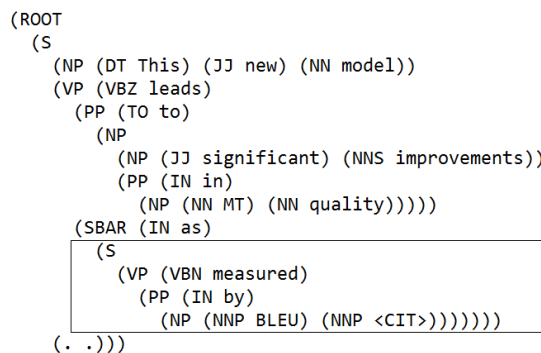 (ROOT
(S
(NP (DT This) (JJ new) (NN model))
(VP (VBZ leads)
(PP (TO to)
(NP
(NP (JJ significant) (NNS improvements))
(PP (IN in)
(NP (NN MT) (NN quality)))))
(SBAR (IN as)
(S
(VP (VBN measured)
(PP (IN by)
(NP (NNP BLEU) (NNP <CIT>)))))))
(. .)))